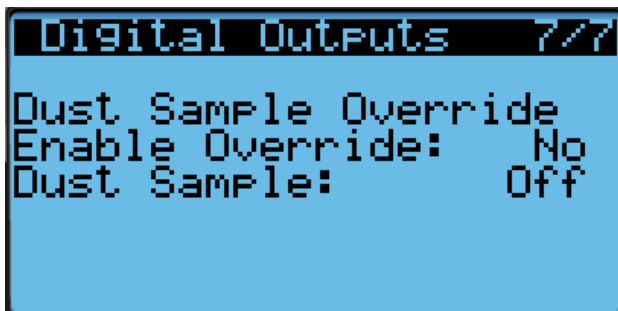 Digital Outputs 7/7
Dust Sample Override
Enable Override: No
Dust Sample: Off